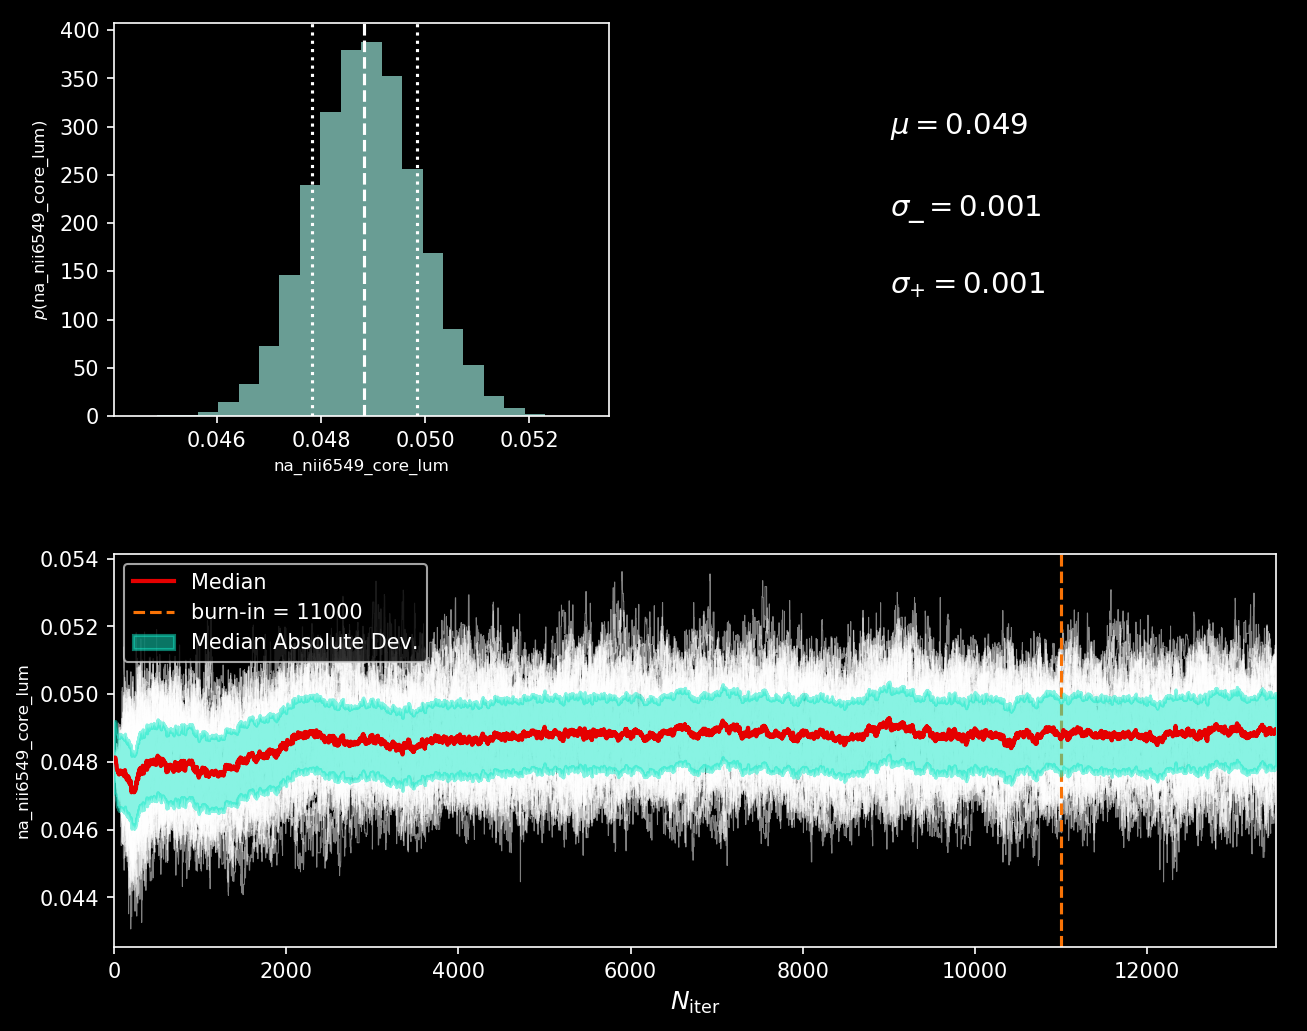 400
350
300
250
200
150
100
50
0
p(na_nii6549_core_lum)
0.046 0.048 0.050 0.052
na_nii6549_core_lum
μ = 0.049
σ_ = 0.001
σ+ = 0.001
0.054
0.052
0.050
0.048
0.046
0.044
na_nii6549_core_lum
Median
burn-in = 11000
Median Absolute Dev.
0 2000 4000 6000 8000 10000 12000
Niter